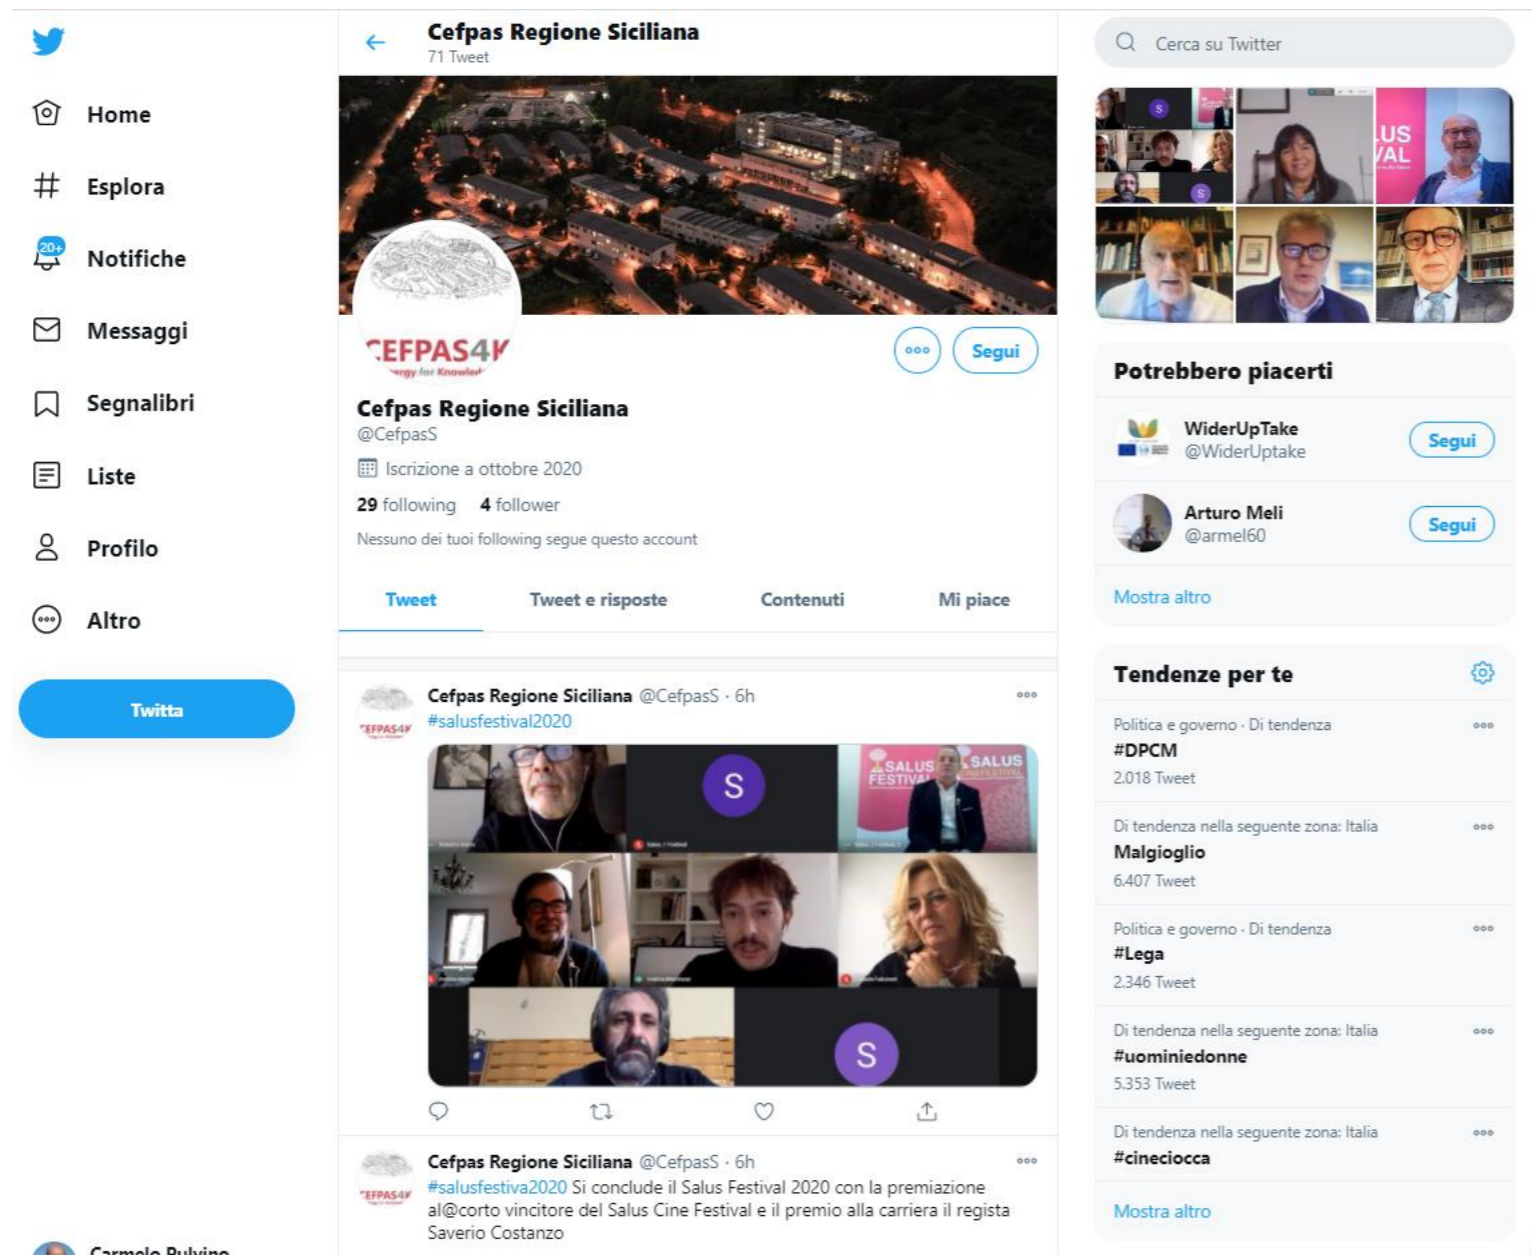 Home
Esplora
20+
Notifiche
Messaggi
Segnalibri
Liste
Profilo
Altro
Twitta
Cefpas Regione Siciliana
71 Tweet
CEFPAS4K
Segui
Cefpas Regione Siciliana
@CefpasS
Iscrizione a ottobre 2020
29 following 4 follower
Nessuno dei tuoi following segue questo account
Tweet Tweet e risposte Contenuti Mi piace
Cefpas Regione Siciliana @CefpasS · 6h
#salusfestival2020
S
SALUS FESTIVAL
SALUS CINEFESTIVAL
S
Cefpas Regione Siciliana @CefpasS · 6h
#salusfestiva2020 Si conclude il Salus Festival 2020 con la premiazione
al@corto vincitore del Salus Cine Festival e il premio alla carriera il regista
Saverio Costanzo
Cerca su Twitter
S
S
Potrebbero piacerti
WiderUpTake
@WiderUptake
Segui
Arturo Meli
@armel60
Segui
Mostra altro
Tendenze per te
Politica e governo · Di tendenza
#DPCM
2.018 Tweet
Di tendenza nella seguente zona: Italia
Malgioglio
6.407 Tweet
Politica e governo · Di tendenza
#Lega
2.346 Tweet
Di tendenza nella seguente zona: Italia
#uominiedonne
5.353 Tweet
Di tendenza nella seguente zona: Italia
#cineciocca
Mostra altro